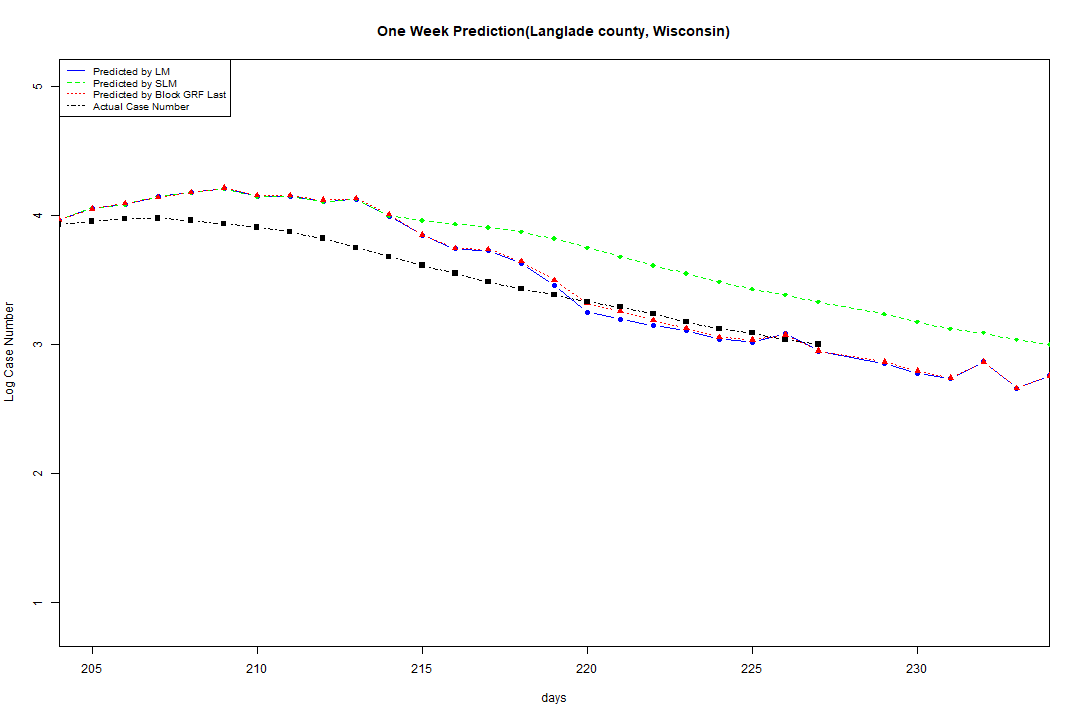 One Week Prediction(Langlade county, Wisconsin)
Predicted by LM
Predicted by SLM
Predicted by Block GRF Last
Actual Case Number
5
4
3
2
1
Log Case Number
205 210 215 220 225 230
days